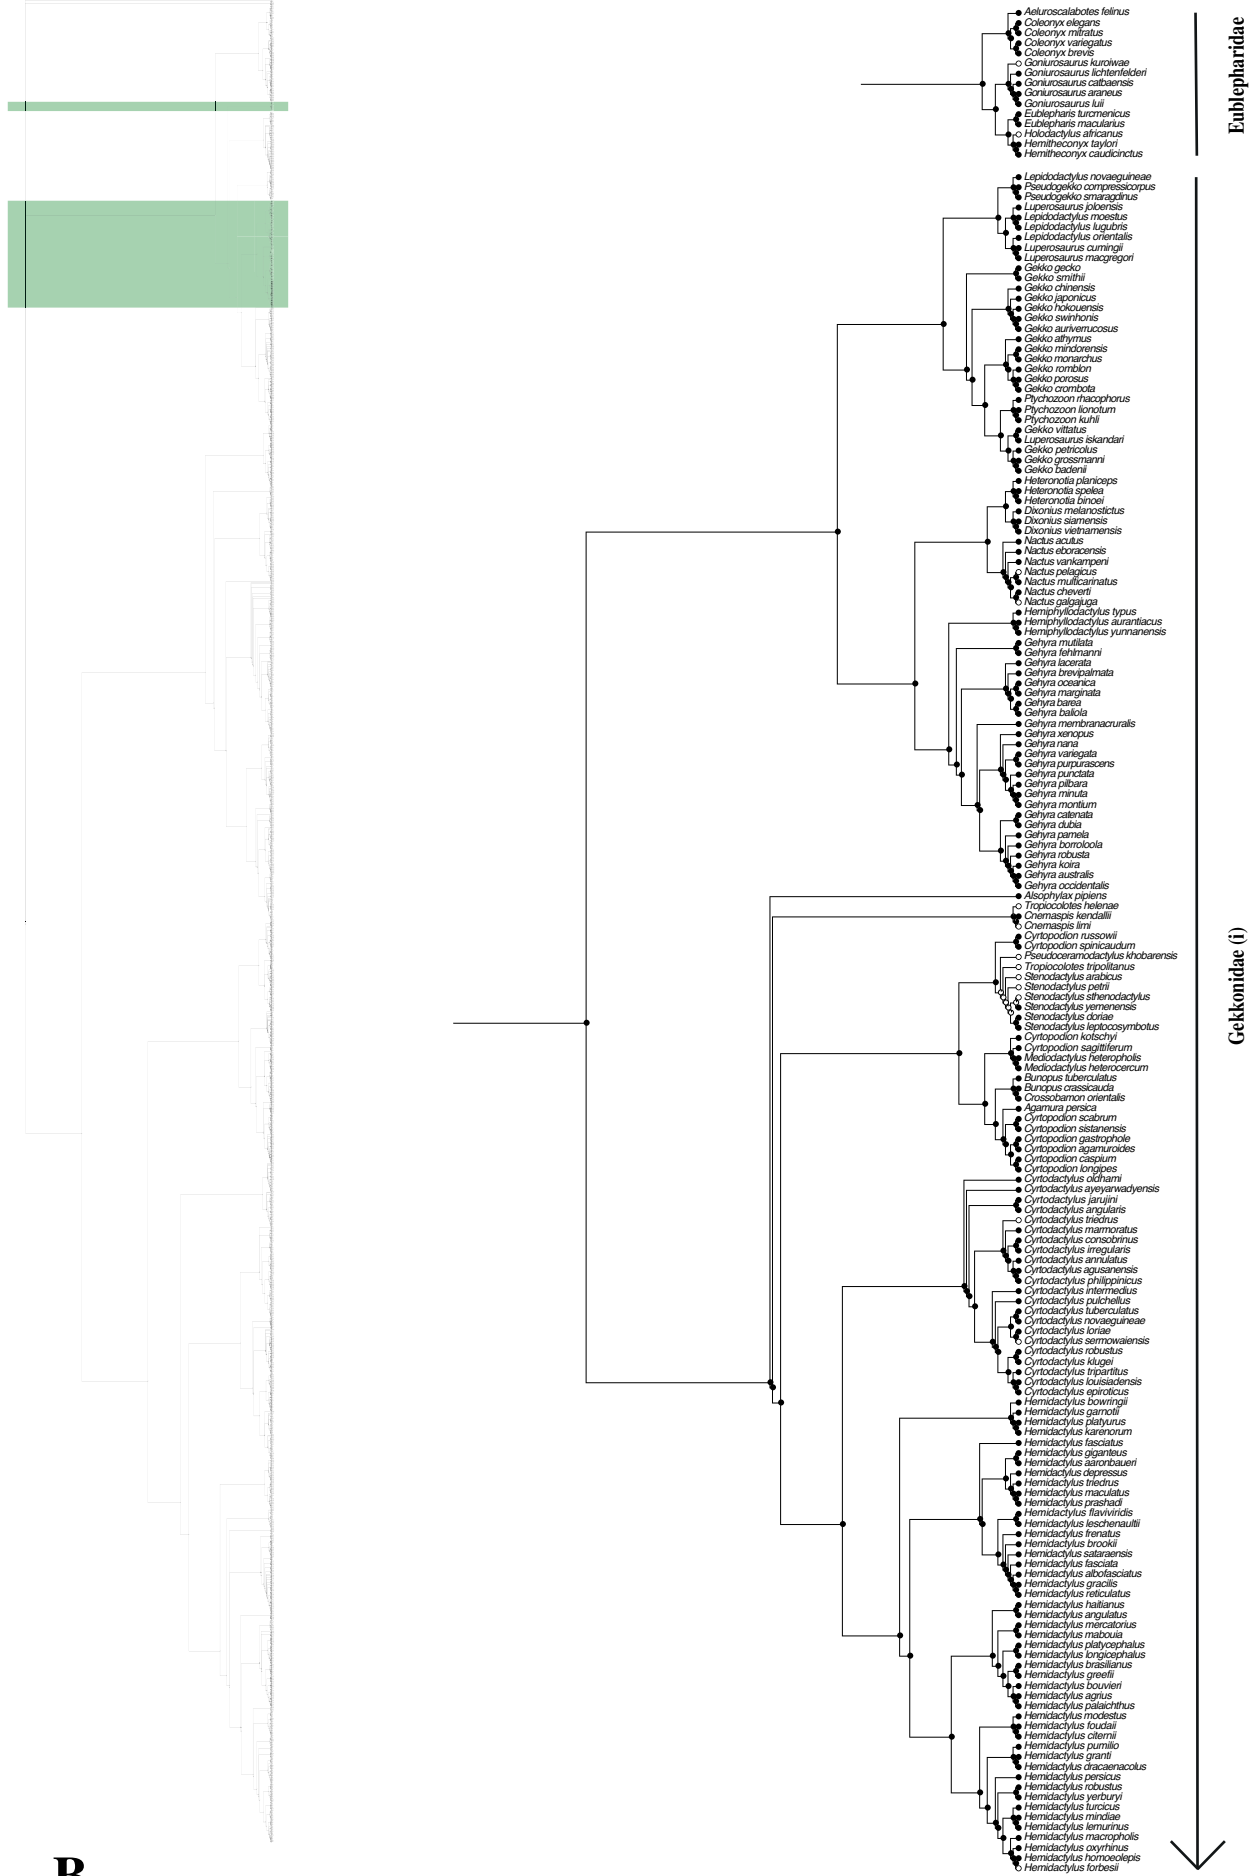 Aeluroscalabotes felinus
Coleonyx elegans
Coleonyx mitratus
Coleonyx variegatus
Coleonyx brevis
Goniurosaurus kuroiwae
Goniurosaurus lichtenfelderi
Goniurosaurus catbaensis
Goniurosaurus araneus
Goniurosaurus luii
Eublepharis turcmenicus
Eublepharis macularius
Holodactylus africanus
Hemitheconyx taylori
Hemitheconyx caudicinctus
Eublepharidae
Lepidodactylus novaeguineae
Pseudogekko compressicorpus
Pseudogekko smaragdinus
Luperosaurus joloensis
Lepidodactylus moestus
Lepidodactylus lugubris
Lepidodactylus orientalis
Luperosaurus cumingii
Luperosaurus macgregori
Gekko gecko
Gekko smithii
Gekko chinensis
Gekko japonicus
Gekko hokouensis
Gekko swinhonis
Gekko auriverrucosus
Gekko athymus
Gekko mindorensis
Gekko monarchus
Gekko romblon
Gekko porosus
Gekko crombota
Ptychozoon rhacophorus
Ptychozoon lionotum
Ptychozoon kuhli
Gekko vittatus
Luperosaurus iskandari
Gekko petricolus
Gekko grossmanni
Gekko badenii
Heteronotia planiceps
Heteronotia spelea
Heteronotia binoei
Dixonius melanostictus
Dixonius siamensis
Dixonius vietnamensis
Nactus acutus
Nactus eboracensis
Nactus vankampeni
Nactus pelagicus
Nactus multicarinatus
Nactus cheverti
Nactus galgajuga
Hemiphyllodactylus typus
Hemiphyllodactylus aurantiacus
Hemiphyllodactylus yunnanensis
Gehyra mutilata
Gehyra fehlmanni
Gehyra lacerata
Gehyra brevipalmata
Gehyra oceanica
Gehyra marginata
Gehyra barea
Gehyra baliola
Gehyra membranacruralis
Gehyra xenopus
Gehyra nana
Gehyra variegata
Gehyra purpurascens
Gehyra punctata
Gehyra pilbara
Gehyra minuta
Gehyra montium
Gehyra catenata
Gehyra dubia
Gehyra pamela
Gehyra borroloola
Gehyra robusta
Gehyra koira
Gehyra australis
Gehyra occidentalis
Alsophylax pipiens
Tropiocolotes helenae
Cnemaspis kendallii
Cnemaspis limi
Cyrtopodion russowii
Cyrtopodion spinicaudum
Pseudoceramodactylus khobarensis
Tropiocolotes tripolitanus
Stenodactylus arabicus
Stenodactylus petrii
Stenodactylus sthenodactylus
Stenodactylus yemenensis
Stenodactylus doriae
Stenodactylus leptocosymbotus
Cyrtopodion kotschyi
Cyrtopodion sagittiferum
Mediodactylus heteropholis
Mediodactylus heterocercum
Bunopus tuberculatus
Bunopus crassicauda
Crossobamon orientalis
Agamura persica
Cyrtopodion scabrum
Cyrtopodion sistanensis
Cyrtopodion gastrophole
Cyrtopodion agamuroides
Cyrtopodion caspium
Cyrtopodion longipes
Cyrtodactylus oldhami
Cyrtodactylus ayeyarwadyensis
Cyrtodactylus jarujini
Cyrtodactylus angularis
Cyrtodactylus triedrus
Cyrtodactylus marmoratus
Cyrtodactylus consobrinus
Cyrtodactylus irregularis
Cyrtodactylus annulatus
Cyrtodactylus agusanensis
Cyrtodactylus philippinicus
Cyrtodactylus intermedius
Cyrtodactylus pulchellus
Cyrtodactylus tuberculatus
Cyrtodactylus novaeguineae
Cyrtodactylus loriae
Cyrtodactylus sermowaiensis
Cyrtodactylus robustus
Cyrtodactylus klugei
Cyrtodactylus tripartitus
Cyrtodactylus louisiadensis
Cyrtodactylus epiroticus
Hemidactylus bowringii
Hemidactylus garnotii
Hemidactylus platyurus
Hemidactylus karenorum
Hemidactylus fasciatus
Hemidactylus giganteus
Hemidactylus aaronbaueri
Hemidactylus depressus
Hemidactylus triedrus
Hemidactylus maculatus
Hemidactylus prashadi
Hemidactylus flaviviridis
Hemidactylus leschenaultii
Hemidactylus frenatus
Hemidactylus brookii
Hemidactylus sataraensis
Hemidactylus fasciata
Hemidactylus albofasciatus
Hemidactylus gracilis
Hemidactylus reticulatus
Hemidactylus haitianus
Hemidactylus angulatus
Hemidactylus mercatorius
Hemidactylus mabouia
Hemidactylus platycephalus
Hemidactylus longicephalus
Hemidactylus brasilianus
Hemidactylus greefii
Hemidactylus bouvieri
Hemidactylus agrius
Hemidactylus palaichthus
Hemidactylus modestus
Hemidactylus foudaii
Hemidactylus citernii
Hemidactylus pumilio
Hemidactylus granti
Hemidactylus dracaenacolus
Hemidactylus persicus
Hemidactylus robustus
Hemidactylus yerburyi
Hemidactylus turcicus
Hemidactylus mindiae
Hemidactylus lemurinus
Hemidactylus macropholis
Hemidactylus oxyrhinus
Hemidactylus homoeolepis
Hemidactylus forbesii
Gekkonidae (i)
B